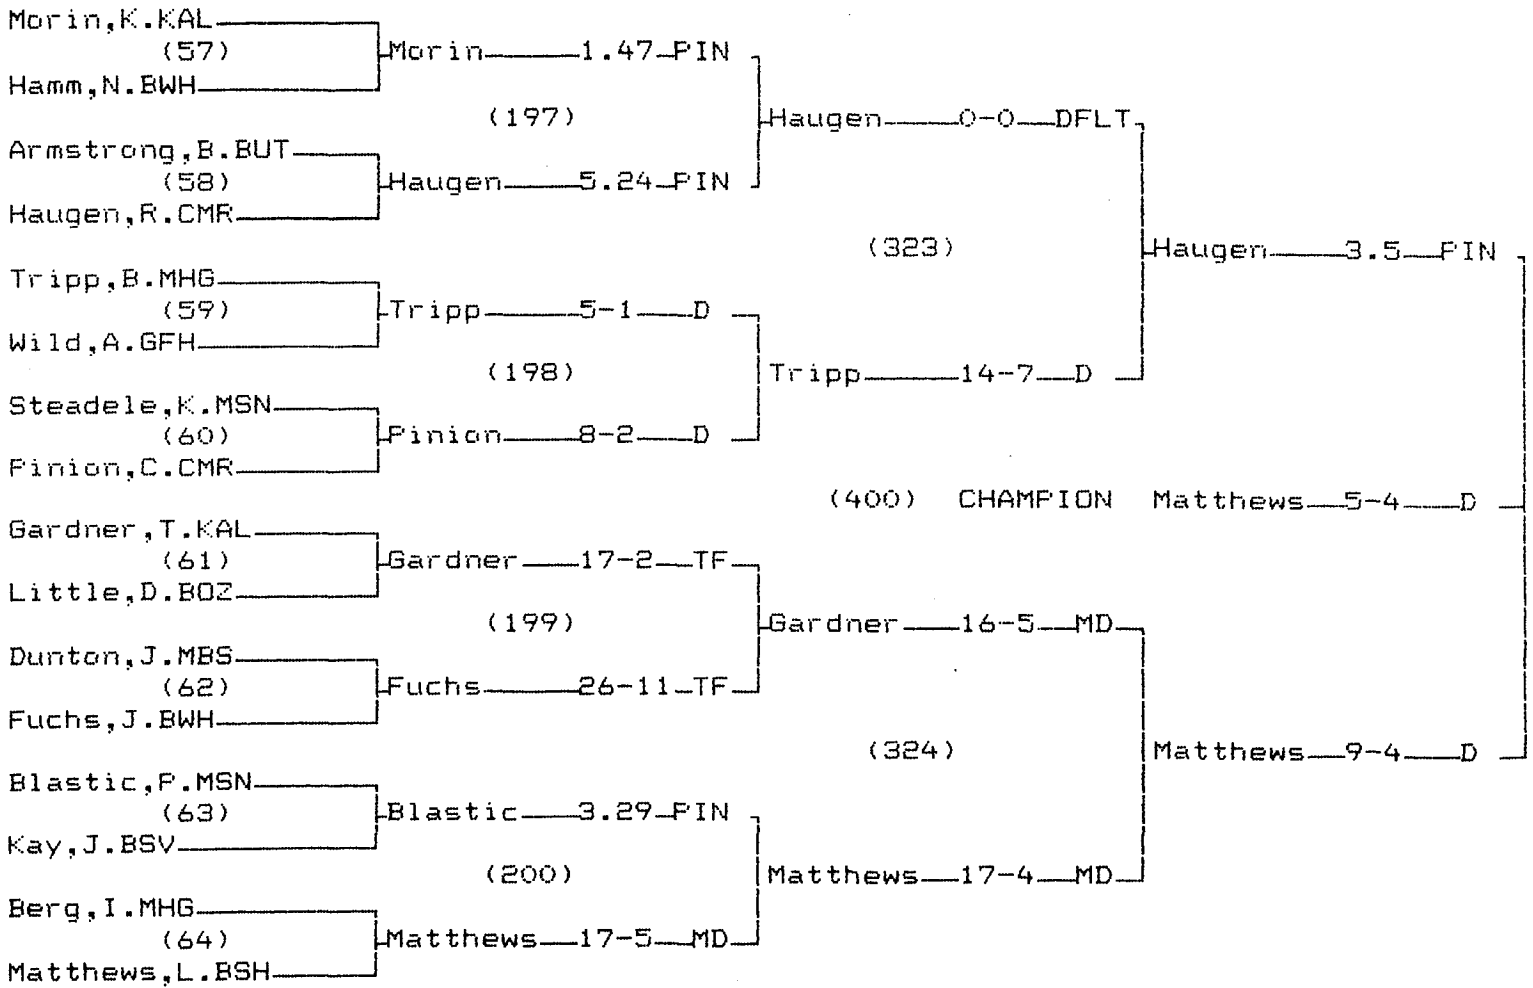 Morin,K.KAL
(57) Morin 1.47 PIN
Hamm,N.BWH
(197) Haugen 0-0 DFLT
Armstrong,B.BUT
(58) Haugen 5.24 PIN
Haugen,R.CMR
(323) Haugen 3.5 PIN
Tripp,B.MHG
(59) Tripp 5-1 D
Wild,A.GFH
(198) Tripp 14-7 D
Steadele,K.MSN
(60) Pinion 8-2 D
Pinion,C.CMR
(400) CHAMPION Matthews 5-4 D
Gardner,T.KAL
(61) Gardner 17-2 TF
Little,D.BOZ
(199) Gardner 16-5 MD
Dunton,J.MBS
(62) Fuchs 26-11 TF
Fuchs,J.BWH
(324) Matthews 9-4 D
Blastic,P.MSN
(63) Blastic 3.29 PIN
Kay,J.BSV
(200) Matthews 17-4 MD
Berg,I.MHG
(64) Matthews 17-5 MD
Matthews,L.BSH